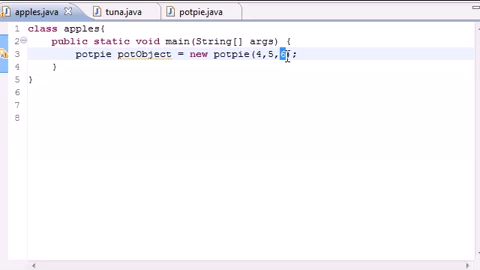 apples.java tuna.java potpie.java
1 class apples{
2 public static void main(String[] args) {
3 potpie potObject = new potpie(4,5,6);
4 }
5 }
6
7
8